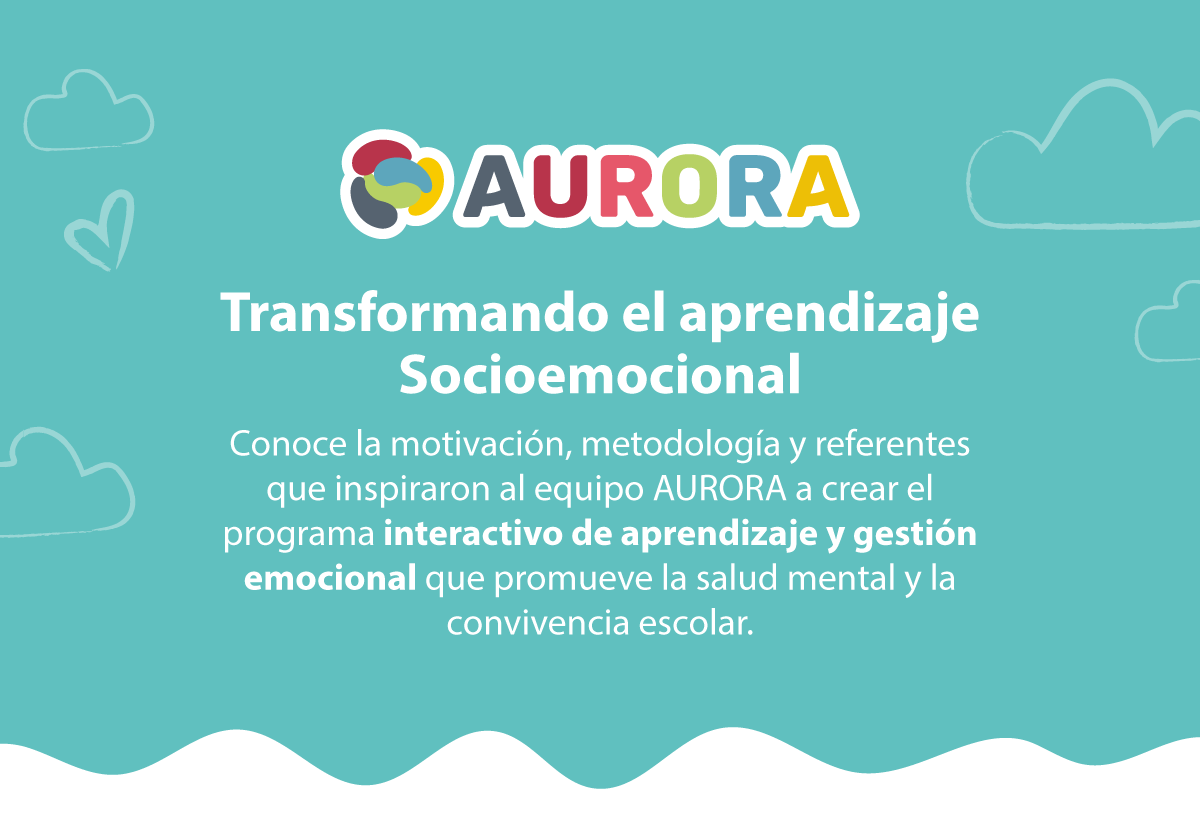 AURORA
Transformando el aprendizaje
Socioemocional
Conoce la motivación, metodología y referentes
que inspiraron al equipo AURORA a crear el
programa interactivo de aprendizaje y gestión
emocional que promueve la salud mental y la
convivencia escolar.